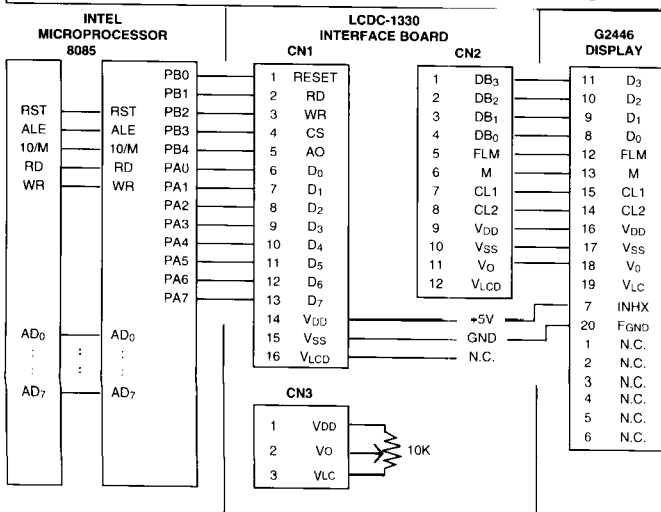 INTEL
MICROPROCESSOR
8085
RST RST
ALE ALE
10/M 10/M
RD RD
WR WR
AD0 AD0
AD7 AD7
PB0
PB1
PB2
PB3
PB4
PA0
PA1
PA2
PA3
PA4
PA5
PA6
PA7
LCDC-1330
INTERFACE BOARD
CN1
1 RESET
2 RD
3 WR
4 CS
5 AO
6 D0
7 D1
8 D2
9 D3
10 D4
11 D5
12 D6
13 D7
14 VDD
15 VSS
16 VLCD
+5V
GND
N.C.
CN2
1 DB3
2 DB2
3 DB1
4 DB0
5 FLM
6 M
7 CL1
8 CL2
9 VDD
10 VSS
11 VO
12 VLCD
CN3
1 VDD
2 VO
3 VLC
10K
G2446
DISPLAY
11 D3
10 D2
9 D1
8 D0
12 FLM
13 M
15 CL1
14 CL2
16 VDD
17 VSS
18 V0
19 VLC
7 INHX
20 FGND
1 N.C.
2 N.C.
3 N.C.
4 N.C.
5 N.C.
6 N.C.